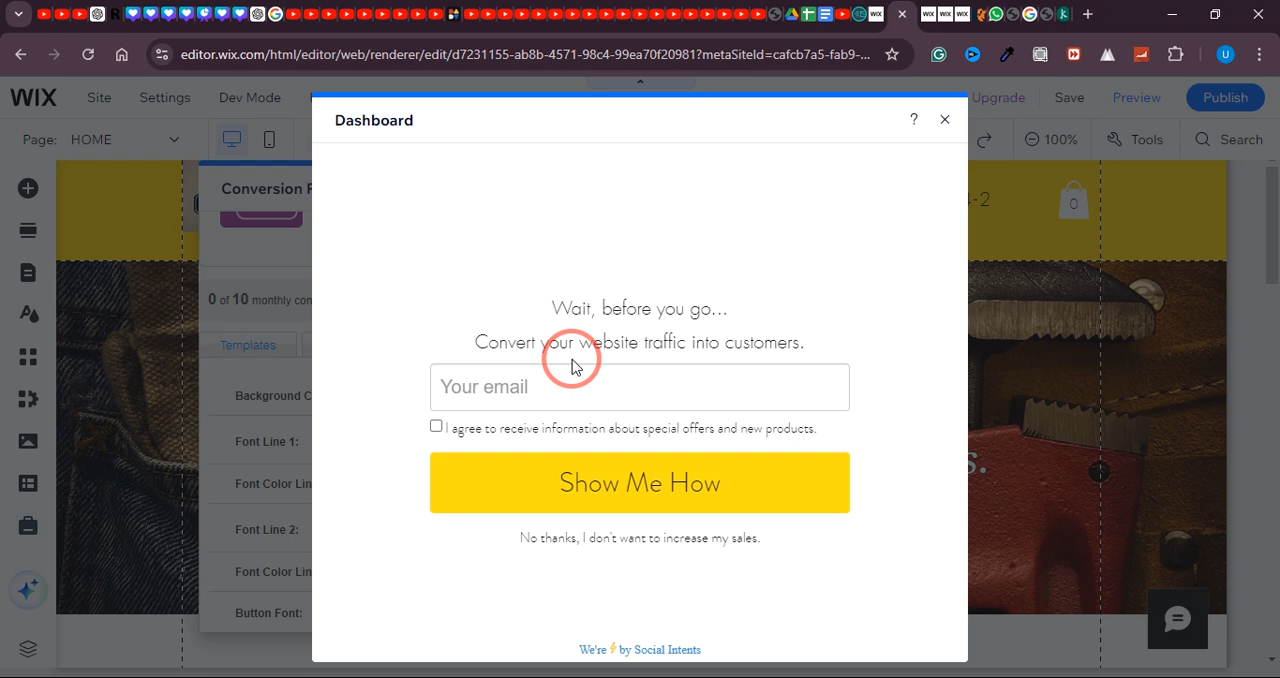 editor.wix.com/html/editor/web/renderer/edit/d7231155-ab8b-4571-98c4-99ea70f20981?metaSiteId=cafcb7a5-fab9-...
WIX Site Settings Dev Mode Upgrade Save Preview Publish
Page: HOME 100% Tools Search
Dashboard ?
Conversion
0
0 of 10 monthly
Templates
Background
Font Line 1:
Font Color
Font Line 2:
Font Color
Button Font:
Wait, before you go...
Convert your website traffic into customers.
Your email
I agree to receive information about special offers and new products.
Show Me How
No thanks, I don't want to increase my sales.
We're ⚡ by Social Intents